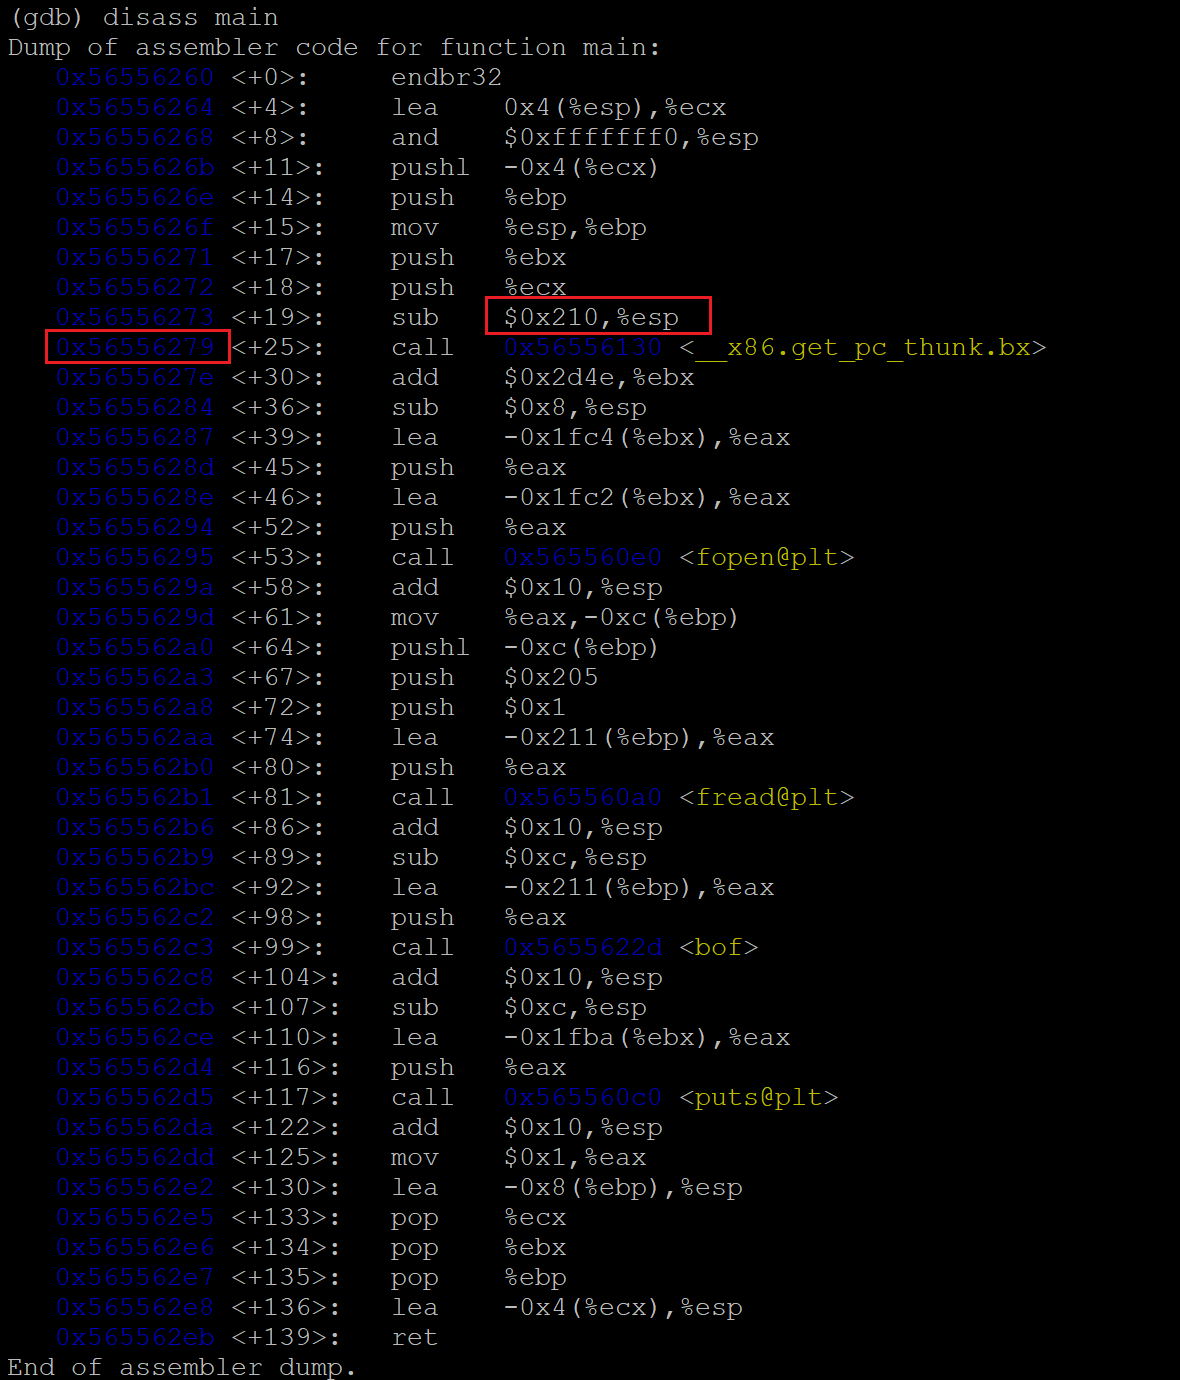 (gdb) disass main
Dump of assembler code for function main:
0x56556260 <+0>: endbr32
0x56556264 <+4>: lea 0x4(%esp),%ecx
0x56556268 <+8>: and $0xfffffff0,%esp
0x5655626b <+11>: pushl -0x4(%ecx)
0x5655626e <+14>: push %ebp
0x5655626f <+15>: mov %esp,%ebp
0x56556271 <+17>: push %ebx
0x56556272 <+18>: push %ecx
0x56556273 <+19>: sub $0x210,%esp
0x56556279 <+25>: call 0x56556130 <__x86.get_pc_thunk.bx>
0x5655627e <+30>: add $0x2d4e,%ebx
0x56556284 <+36>: sub $0x8,%esp
0x56556287 <+39>: lea -0x1fc4(%ebx),%eax
0x5655628d <+45>: push %eax
0x5655628e <+46>: lea -0x1fc2(%ebx),%eax
0x56556294 <+52>: push %eax
0x56556295 <+53>: call 0x565560e0 <fopen@plt>
0x5655629a <+58>: add $0x10,%esp
0x5655629d <+61>: mov %eax,-0xc(%ebp)
0x565562a0 <+64>: pushl -0xc(%ebp)
0x565562a3 <+67>: push $0x205
0x565562a8 <+72>: push $0x1
0x565562aa <+74>: lea -0x211(%ebp),%eax
0x565562b0 <+80>: push %eax
0x565562b1 <+81>: call 0x565560a0 <fread@plt>
0x565562b6 <+86>: add $0x10,%esp
0x565562b9 <+89>: sub $0xc,%esp
0x565562bc <+92>: lea -0x211(%ebp),%eax
0x565562c2 <+98>: push %eax
0x565562c3 <+99>: call 0x5655622d <bof>
0x565562c8 <+104>: add $0x10,%esp
0x565562cb <+107>: sub $0xc,%esp
0x565562ce <+110>: lea -0x1fba(%ebx),%eax
0x565562d4 <+116>: push %eax
0x565562d5 <+117>: call 0x565560c0 <puts@plt>
0x565562da <+122>: add $0x10,%esp
0x565562dd <+125>: mov $0x1,%eax
0x565562e2 <+130>: lea -0x8(%ebp),%esp
0x565562e5 <+133>: pop %ecx
0x565562e6 <+134>: pop %ebx
0x565562e7 <+135>: pop %ebp
0x565562e8 <+136>: lea -0x4(%ecx),%esp
0x565562eb <+139>: ret
End of assembler dump.